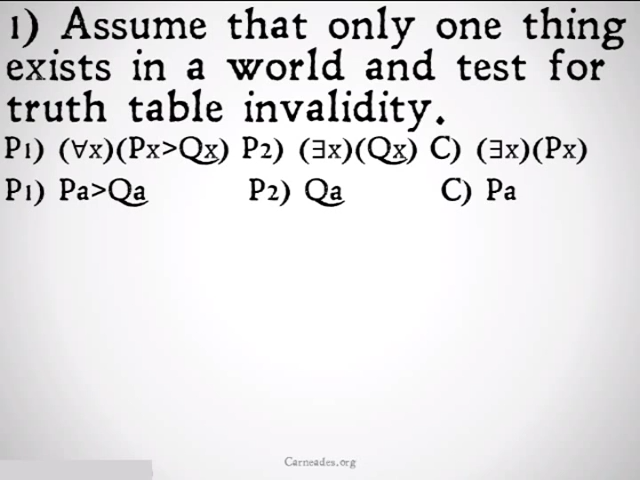 1) Assume that only one thing
exists in a world and test for
truth table invalidity.
P1) (∀x)(Px>Qx) P2) (∃x)(Qx) C) (∃x)(Px)
P1) Pa>Qa P2) Qa C) Pa
Carneades.org